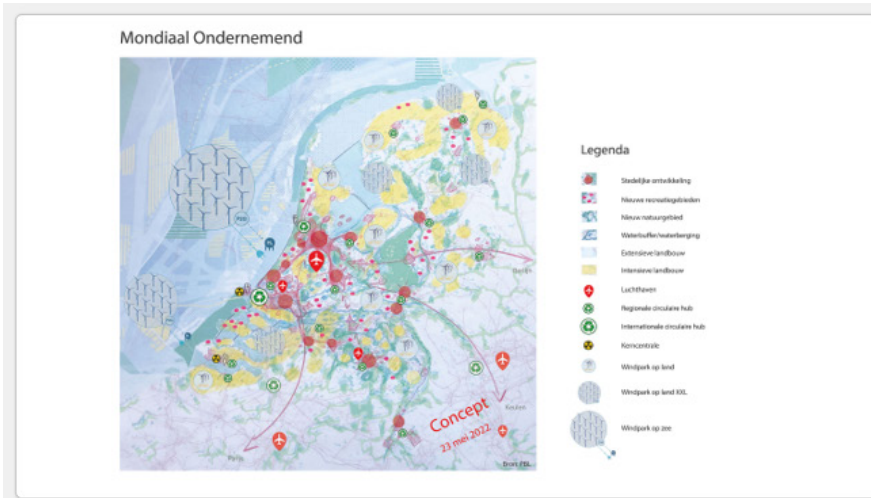 Mondiaal Ondernemend
Berlijn
Keulen
Parijs
Concept
23 mei 2022
Bron: PBL
Legenda
Stedelijke ontwikkeling
Nieuwe recreatiegebieden
Nieuw natuurgebied
Waterbuffer/waterberging
Extensieve landbouw
Intensieve landbouw
Luchthaven
Regionale circulaire hub
Internationale circulaire hub
Kerncentrale
Windpark op land
Windpark op land XXL
Windpark op zee